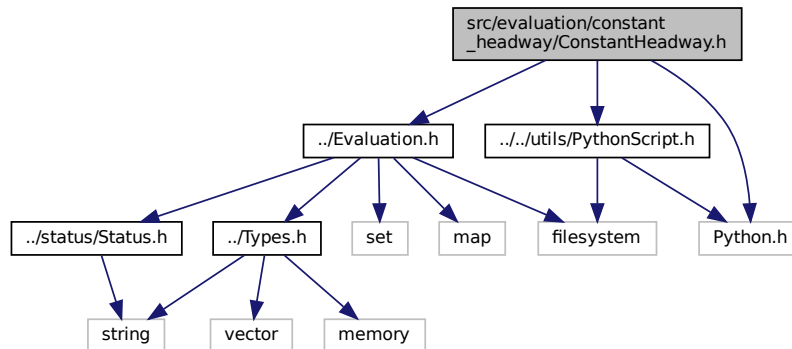 src/evaluation/constant
_headway/ConstantHeadway.h
../Evaluation.h
../../utils/PythonScript.h
../status/Status.h
../Types.h
set
map
filesystem
Python.h
string
vector
memory